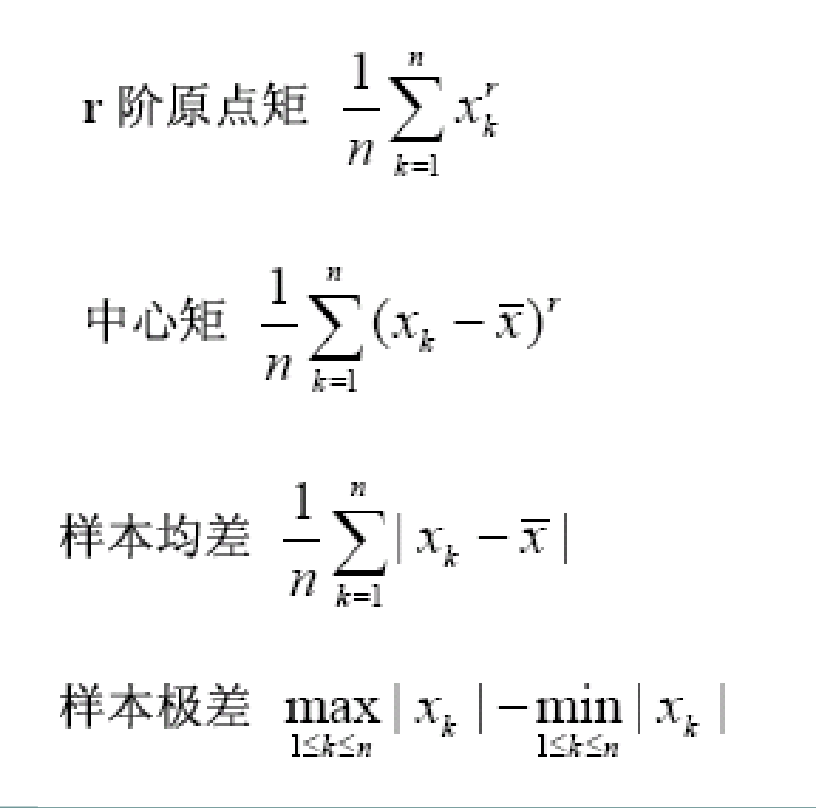 r 阶原点矩 $\frac{1}{n}\sum_{k=1}^{n} x_k^r$
中心矩 $\frac{1}{n}\sum_{k=1}^{n} (x_k - \overline{x})^r$
样本均差 $\frac{1}{n}\sum_{k=1}^{n} | x_k - \overline{x} |$
样本极差 $\max_{1 \le k \le n} | x_k | - \min_{1 \le k \le n} | x_k |$